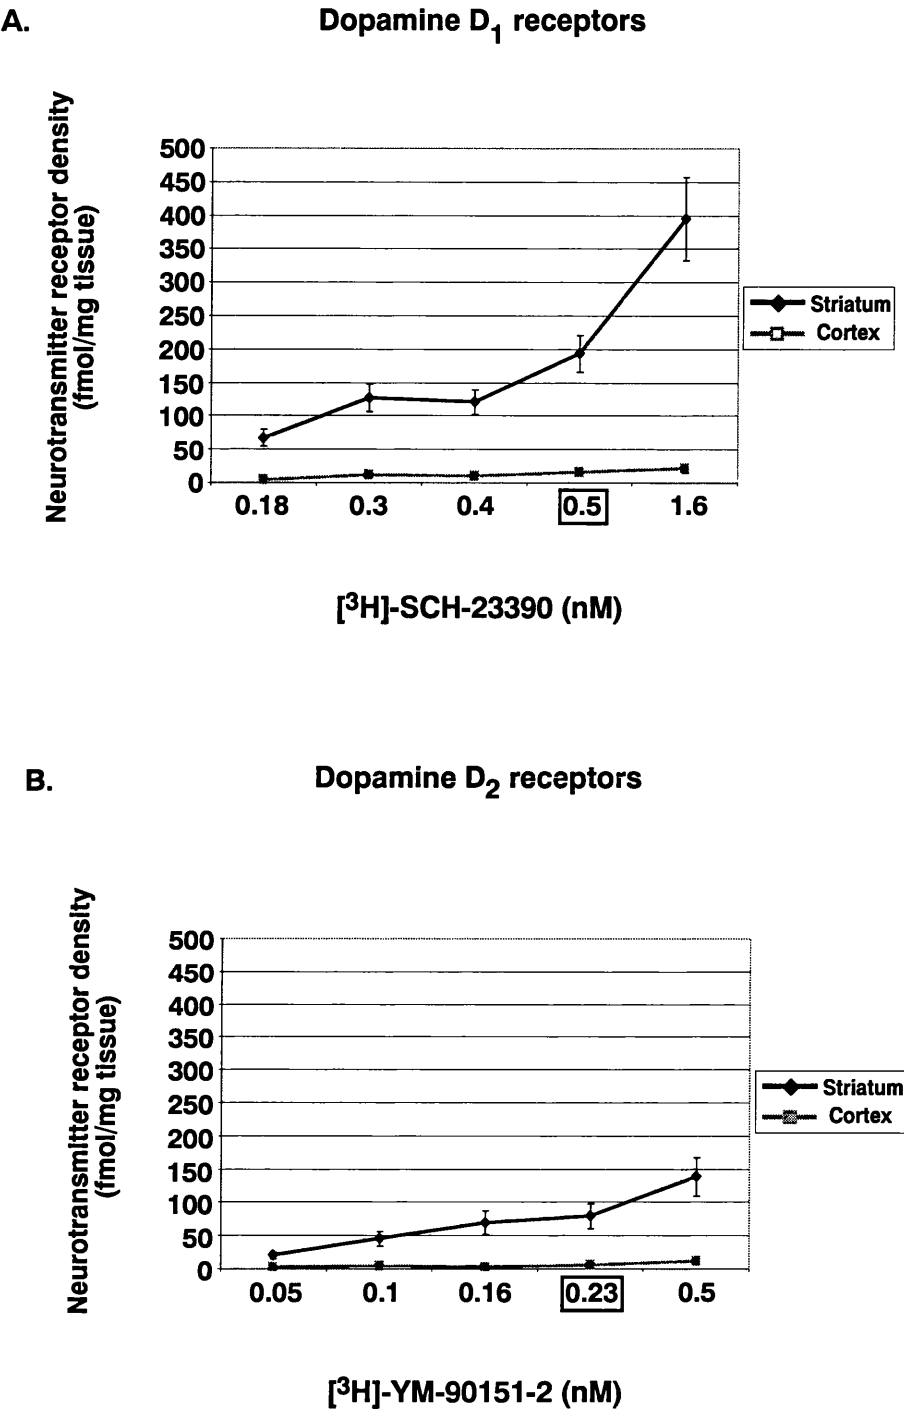 A.
Dopamine D1 receptors
Neurotransmitter receptor density
(fmol/mg tissue)
500
450
400
350
300
250
200
150
100
50
0
0.18 0.3 0.4 0.5 1.6
Striatum
Cortex
[³H]-SCH-23390 (nM)
B.
Dopamine D2 receptors
Neurotransmitter receptor density
(fmol/mg tissue)
500
450
400
350
300
250
200
150
100
50
0
0.05 0.1 0.16 0.23 0.5
Striatum
Cortex
[³H]-YM-90151-2 (nM)